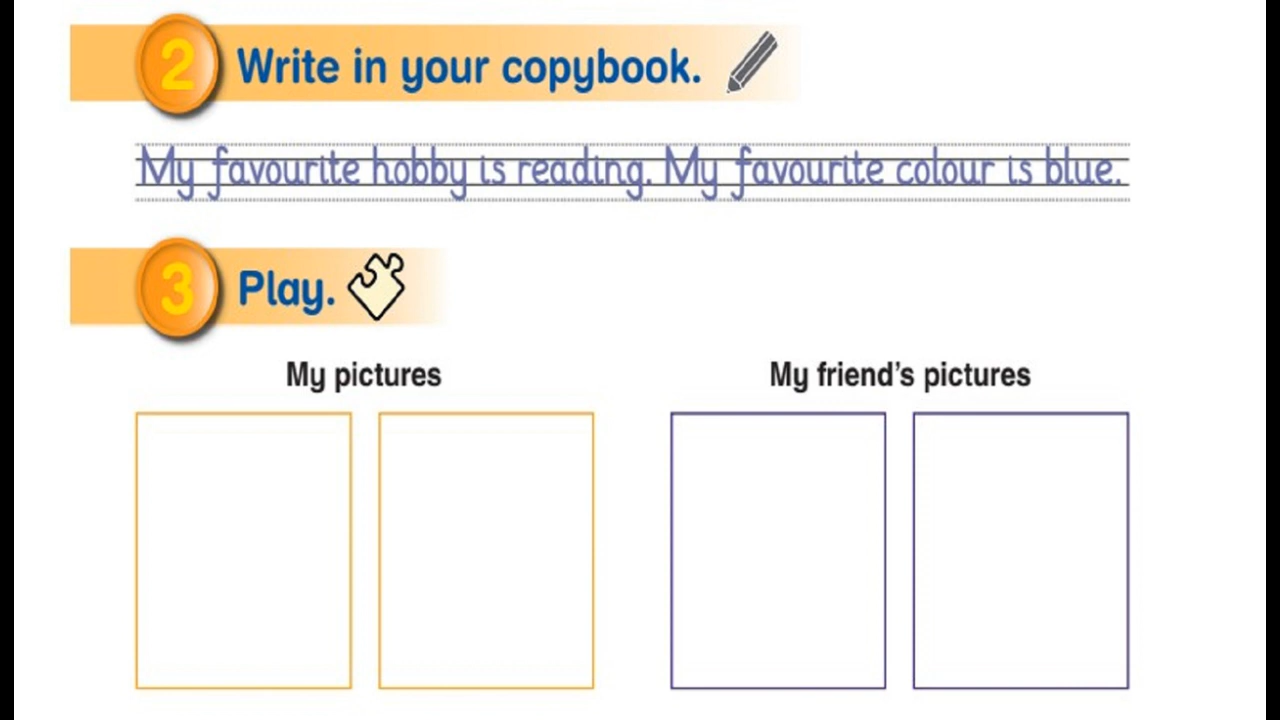 2 Write in your copybook.
My favourite hobby is reading. My favourite colour is blue.
3 Play.
My pictures
My friend's pictures